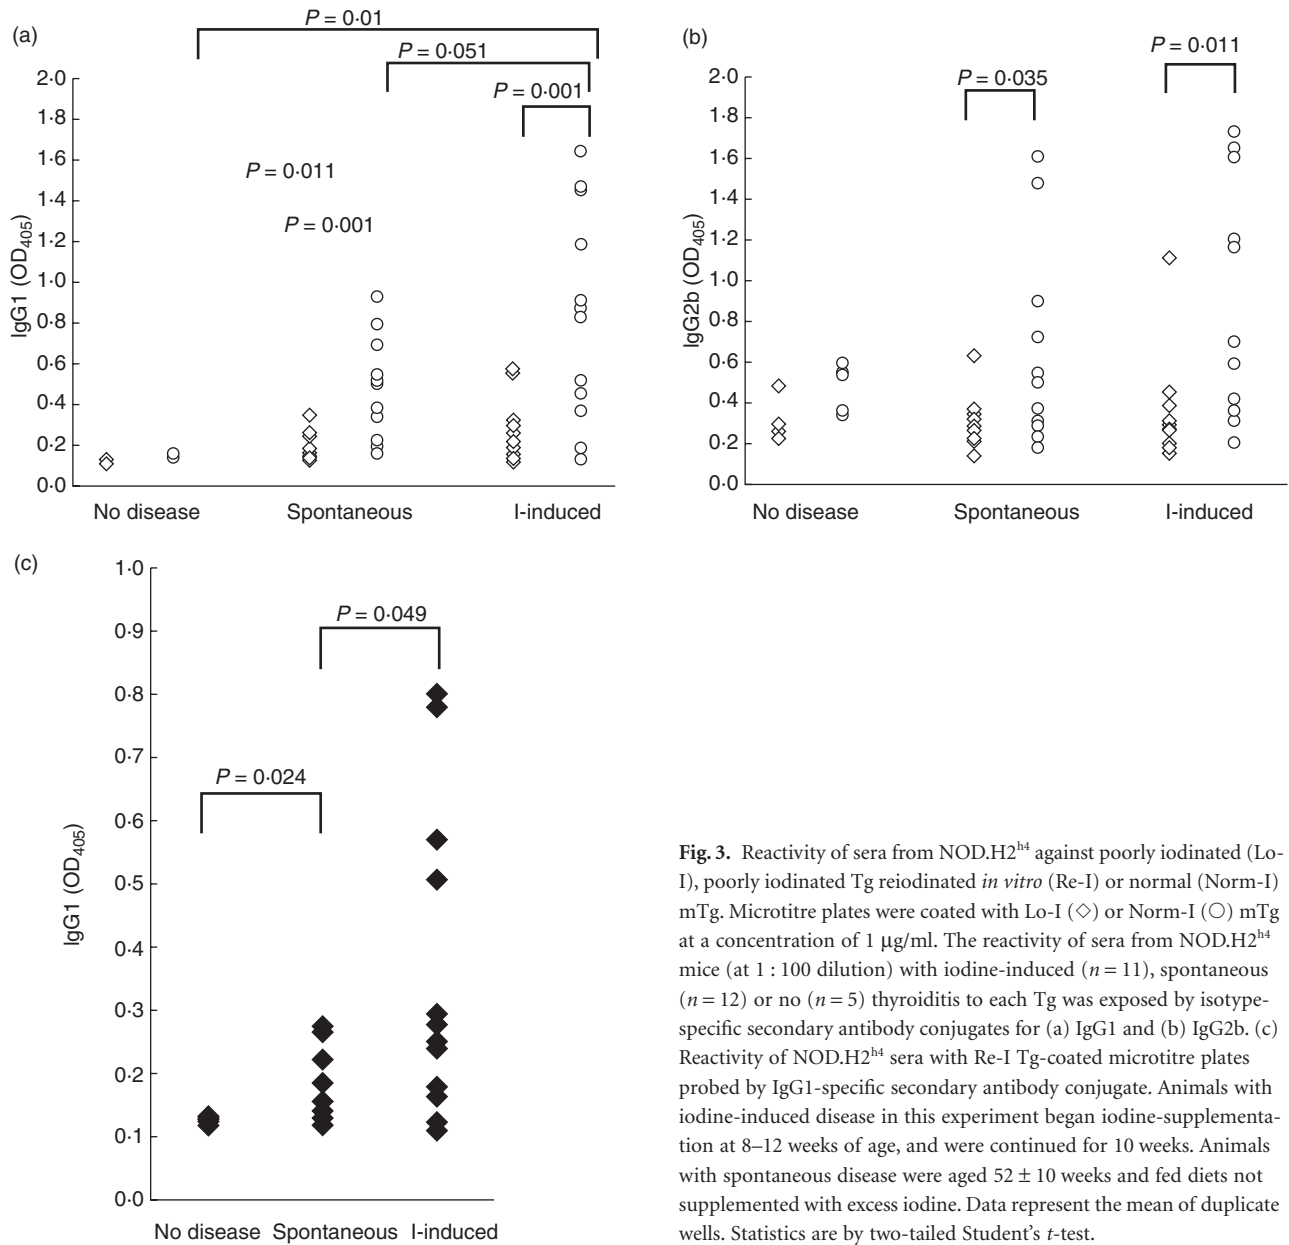 (a)
P = 0·01
P = 0·051
P = 0·001
P = 0·011
P = 0·001
2·0
1·8
1·6
1·4
1·2
1·0
0·8
0·6
0·4
0·2
0·0
IgG1 (OD405)
No disease Spontaneous I-induced
(b)
P = 0·011
P = 0·035
2·0
1·8
1·6
1·4
1·2
1·0
0·8
0·6
0·4
0·2
0·0
IgG2b (OD405)
No disease Spontaneous I-induced
(c)
P = 0·049
P = 0·024
1·0
0·9
0·8
0·7
0·6
0·5
0·4
0·3
0·2
0·1
0·0
IgG1 (OD405)
No disease Spontaneous I-induced
Fig. 3. Reactivity of sera from NOD.H2h4 against poorly iodinated (Lo-
I), poorly iodinated Tg reiodinated in vitro (Re-I) or normal (Norm-I)
mTg. Microtitre plates were coated with Lo-I (◇) or Norm-I (○) mTg
at a concentration of 1 μg/ml. The reactivity of sera from NOD.H2h4
mice (at 1 : 100 dilution) with iodine-induced (n = 11), spontaneous
(n = 12) or no (n = 5) thyroiditis to each Tg was exposed by isotype-
specific secondary antibody conjugates for (a) IgG1 and (b) IgG2b. (c)
Reactivity of NOD.H2h4 sera with Re-I Tg-coated microtitre plates
probed by IgG1-specific secondary antibody conjugate. Animals with
iodine-induced disease in this experiment began iodine-supplementa-
tion at 8–12 weeks of age, and were continued for 10 weeks. Animals
with spontaneous disease were aged 52 ± 10 weeks and fed diets not
supplemented with excess iodine. Data represent the mean of duplicate
wells. Statistics are by two-tailed Student's t-test.